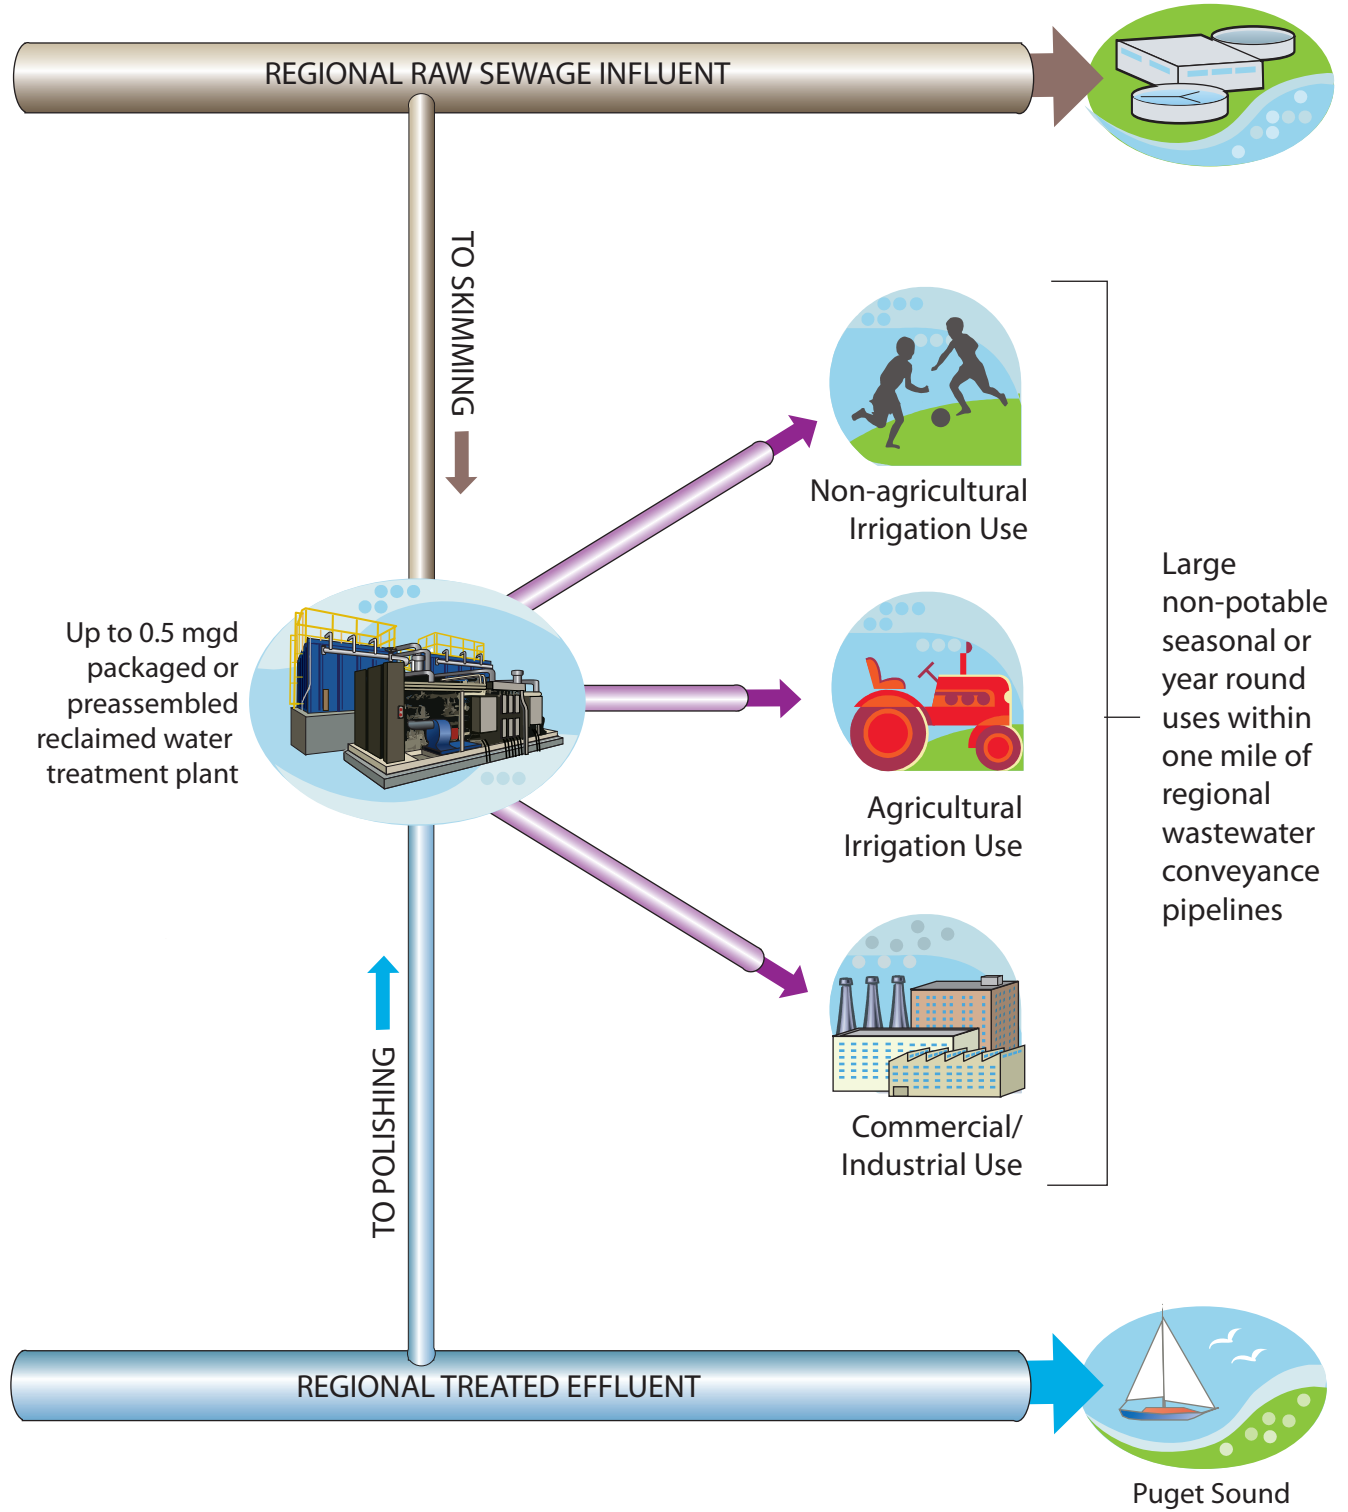 REGIONAL RAW SEWAGE INFLUENT
TO SKIMMING
Non-agricultural
Irrigation Use
Up to 0.5 mgd
packaged or
preassembled
reclaimed water
treatment plant
Agricultural
Irrigation Use
Commercial/
Industrial Use
Large
non-potable
seasonal or
year round
uses within
one mile of
regional
wastewater
conveyance
pipelines
TO POLISHING
REGIONAL TREATED EFFLUENT
Puget Sound